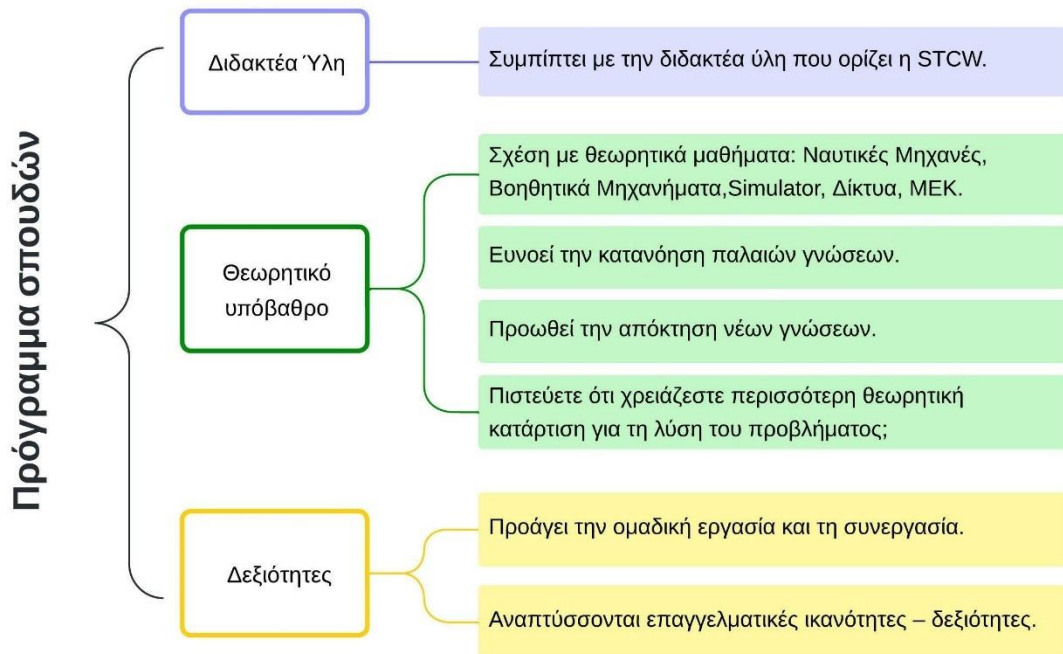 Πρόγραμμα σπουδών
Διδακτέα Ύλη
Συμπίπτει με την διδακτέα ύλη που ορίζει η STCW.
Θεωρητικό
υπόβαθρο
Σχέση με θεωρητικά μαθήματα: Ναυτικές Μηχανές,
Βοηθητικά Μηχανήματα,Simulator, Δίκτυα, ΜΕΚ.
Ευνοεί την κατανόηση παλαιών γνώσεων.
Προωθεί την απόκτηση νέων γνώσεων.
Πιστεύετε ότι χρειάζεστε περισσότερη θεωρητική
κατάρτιση για τη λύση του προβλήματος;
Δεξιότητες
Προάγει την ομαδική εργασία και τη συνεργασία.
Αναπτύσσονται επαγγελματικές ικανότητες – δεξιότητες.